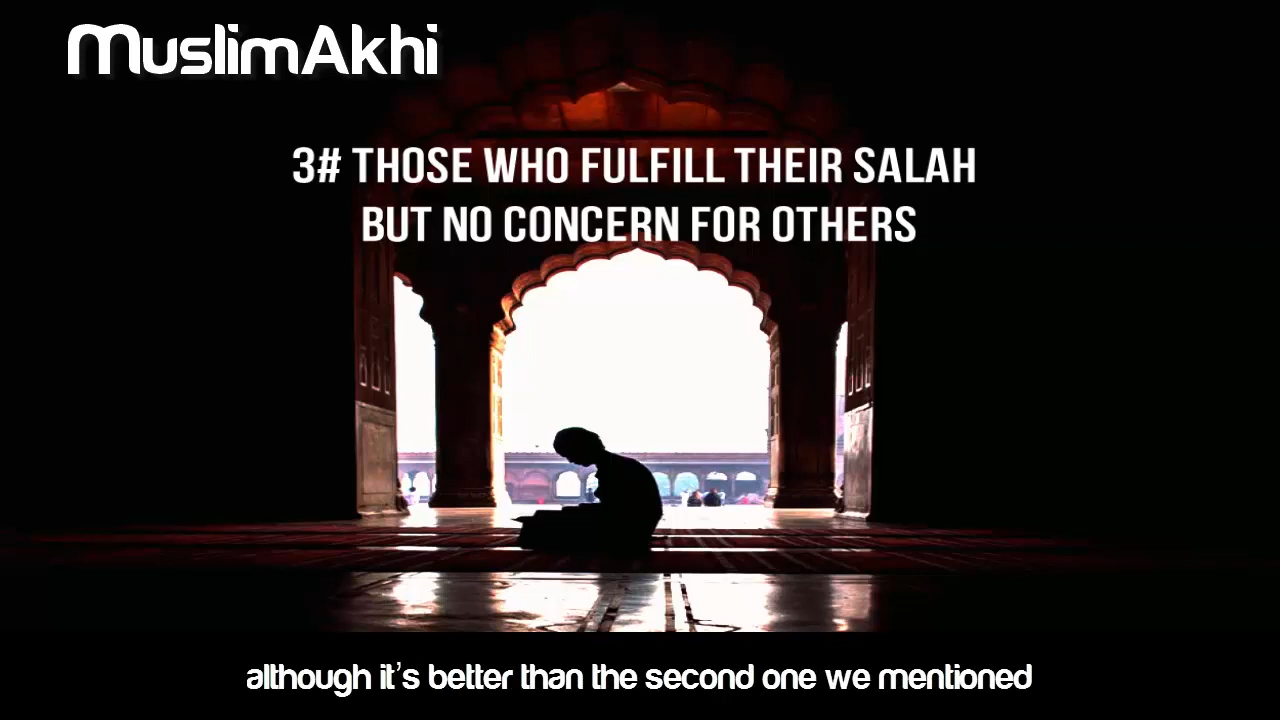 MuslimAkhi
3# THOSE WHO FULFILL THEIR SALAH
BUT NO CONCERN FOR OTHERS
although it's better than the second one we mentioned